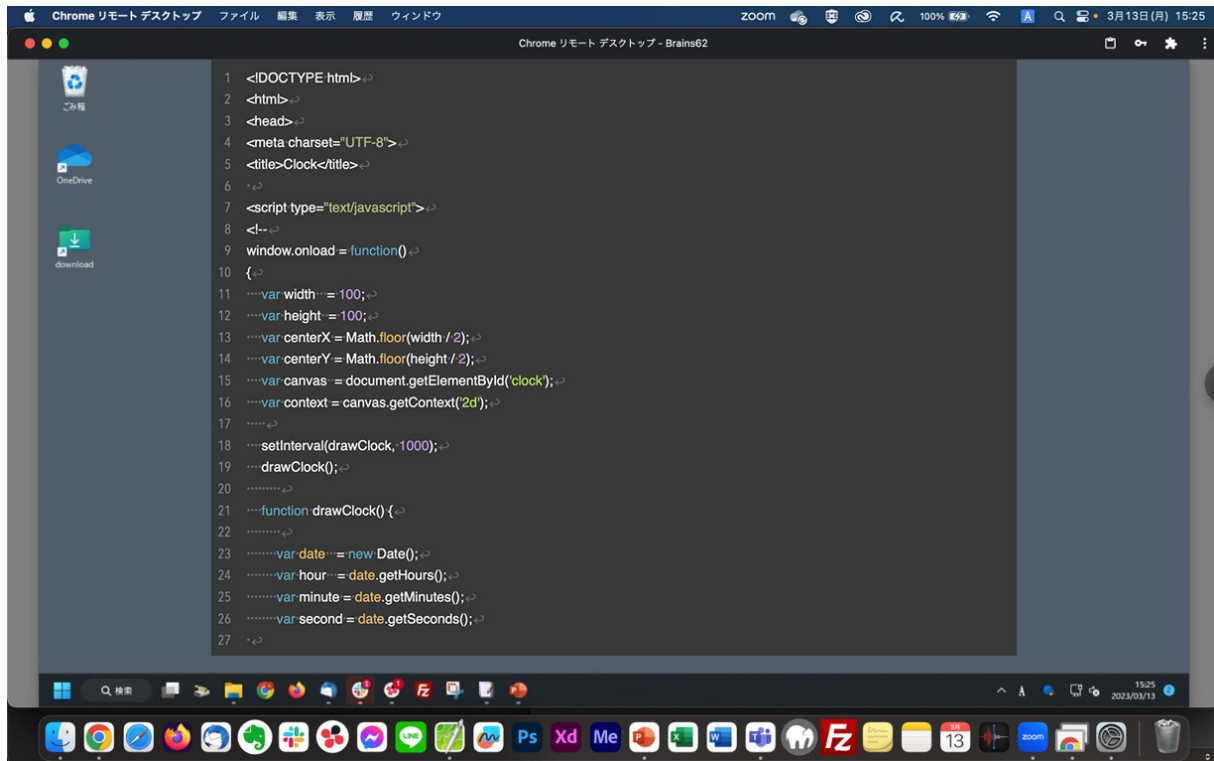 Chrome リモート デスクトップ ファイル 編集 表示 履歴 ウィンドウ zoom 100% A 3月13日(月) 15:25
Chrome リモート デスクトップ - Brains62
ごみ箱
OneDrive
download
1 <!DOCTYPE html>
2 <html>
3 <head>
4 <meta charset="UTF-8">
5 <title>Clock</title>
6
7 <script type="text/javascript">
8 <!--
9 window.onload = function()
10 {
11 var width = 100;
12 var height = 100;
13 var centerX = Math.floor(width / 2);
14 var centerY = Math.floor(height / 2);
15 var canvas = document.getElementById('clock');
16 var context = canvas.getContext('2d');
17
18 setInterval(drawClock, 1000);
19 drawClock();
20
21 function drawClock() {
22
23 var date = new Date();
24 var hour = date.getHours();
25 var minute = date.getMinutes();
26 var second = date.getSeconds();
27
検索 A 15:25
2023/03/13
LINE Ps Xd Me Fz 3月 13 zoom